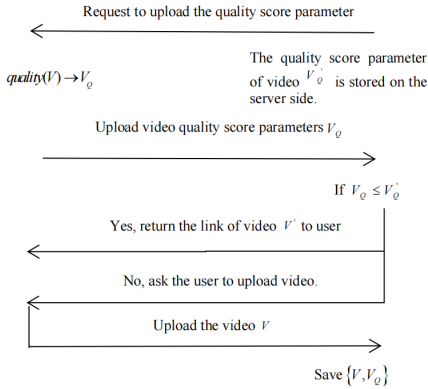 Request to upload the quality score parameter
The quality score parameter
of video V'_Q is stored on the
server side.
quality(V)→V_Q
Upload video quality score parameters V_Q
If V_Q ≤ V'_Q
Yes, return the link of video V' to user
No, ask the user to upload video.
Upload the video V
Save {V,V_Q}